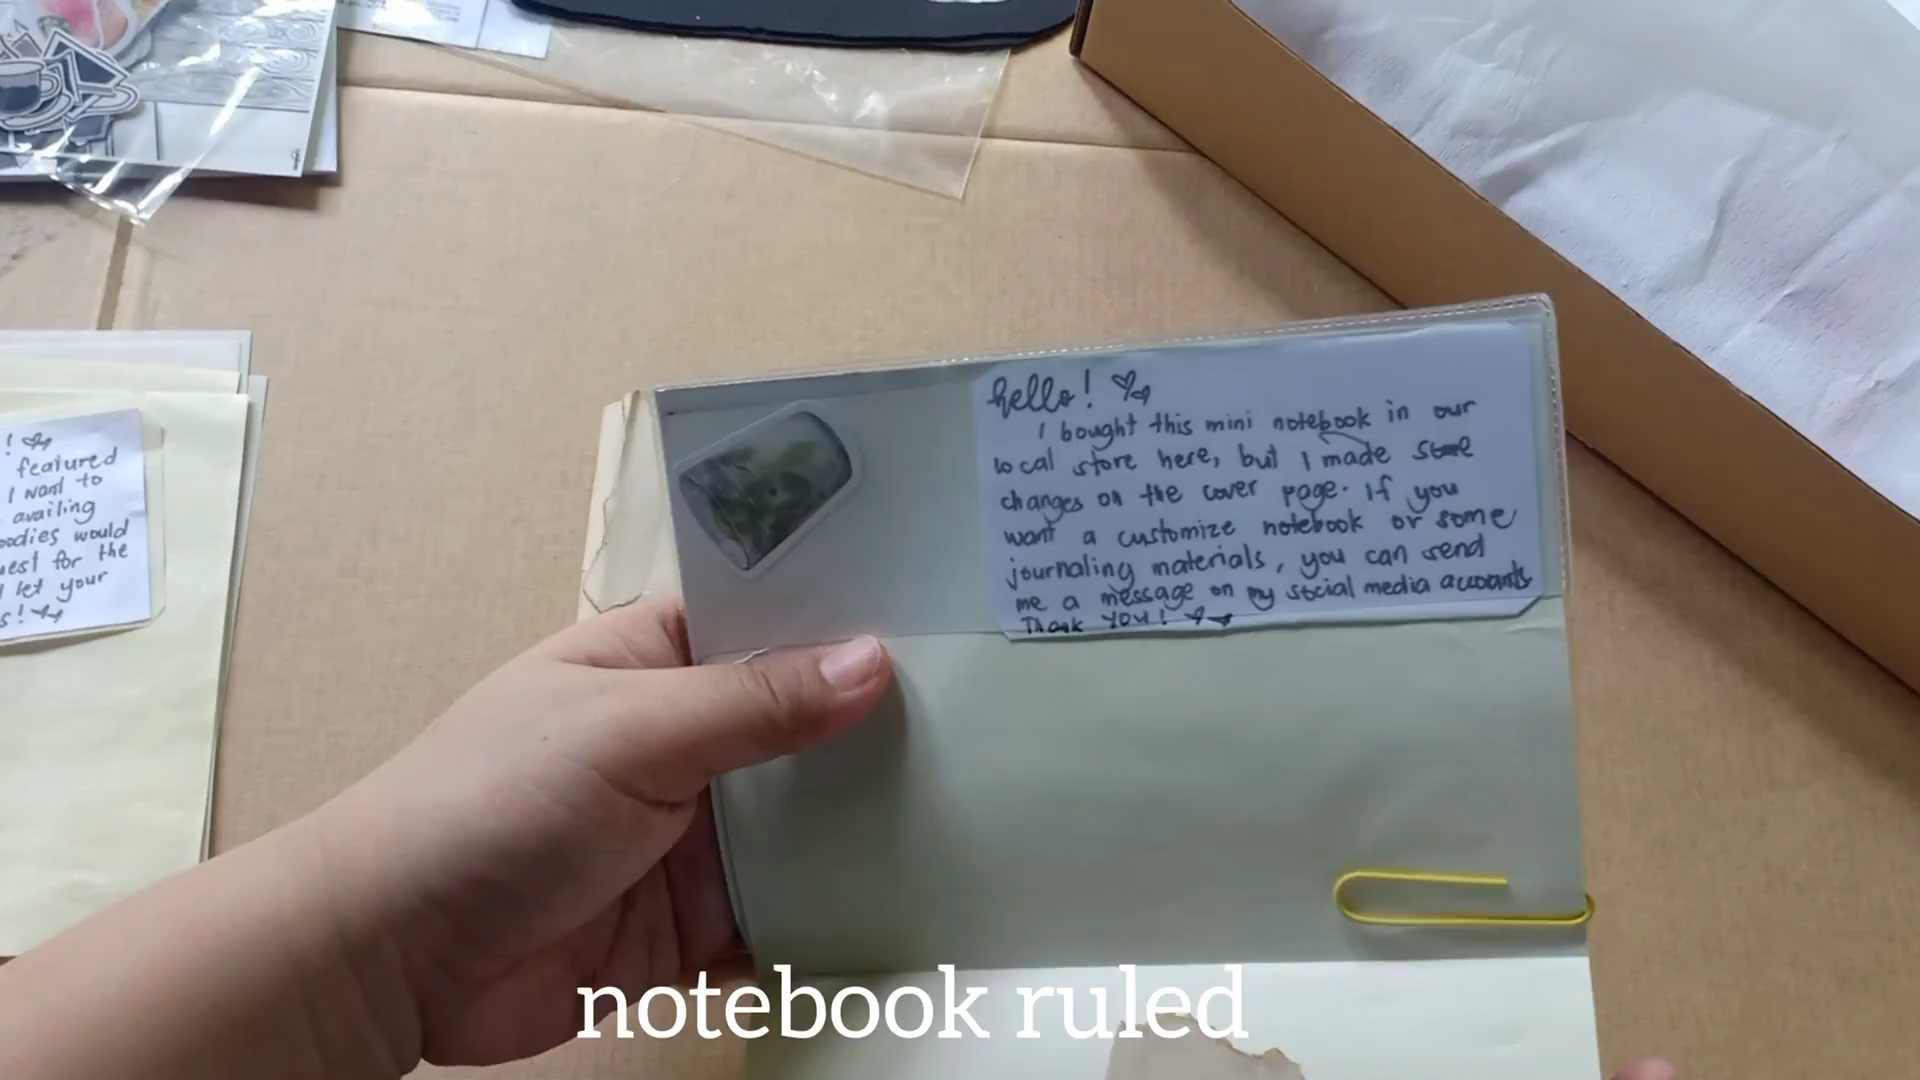 hello!
I bought this mini notebook in our
local store here, but I made some
changes on the cover page. If you
want a customize notebook or some
journaling materials, you can send
me a message on my social media accounts
Thank you!
!
featured
I want to
availing
oodies would
uest for the
let your
s!
notebook ruled